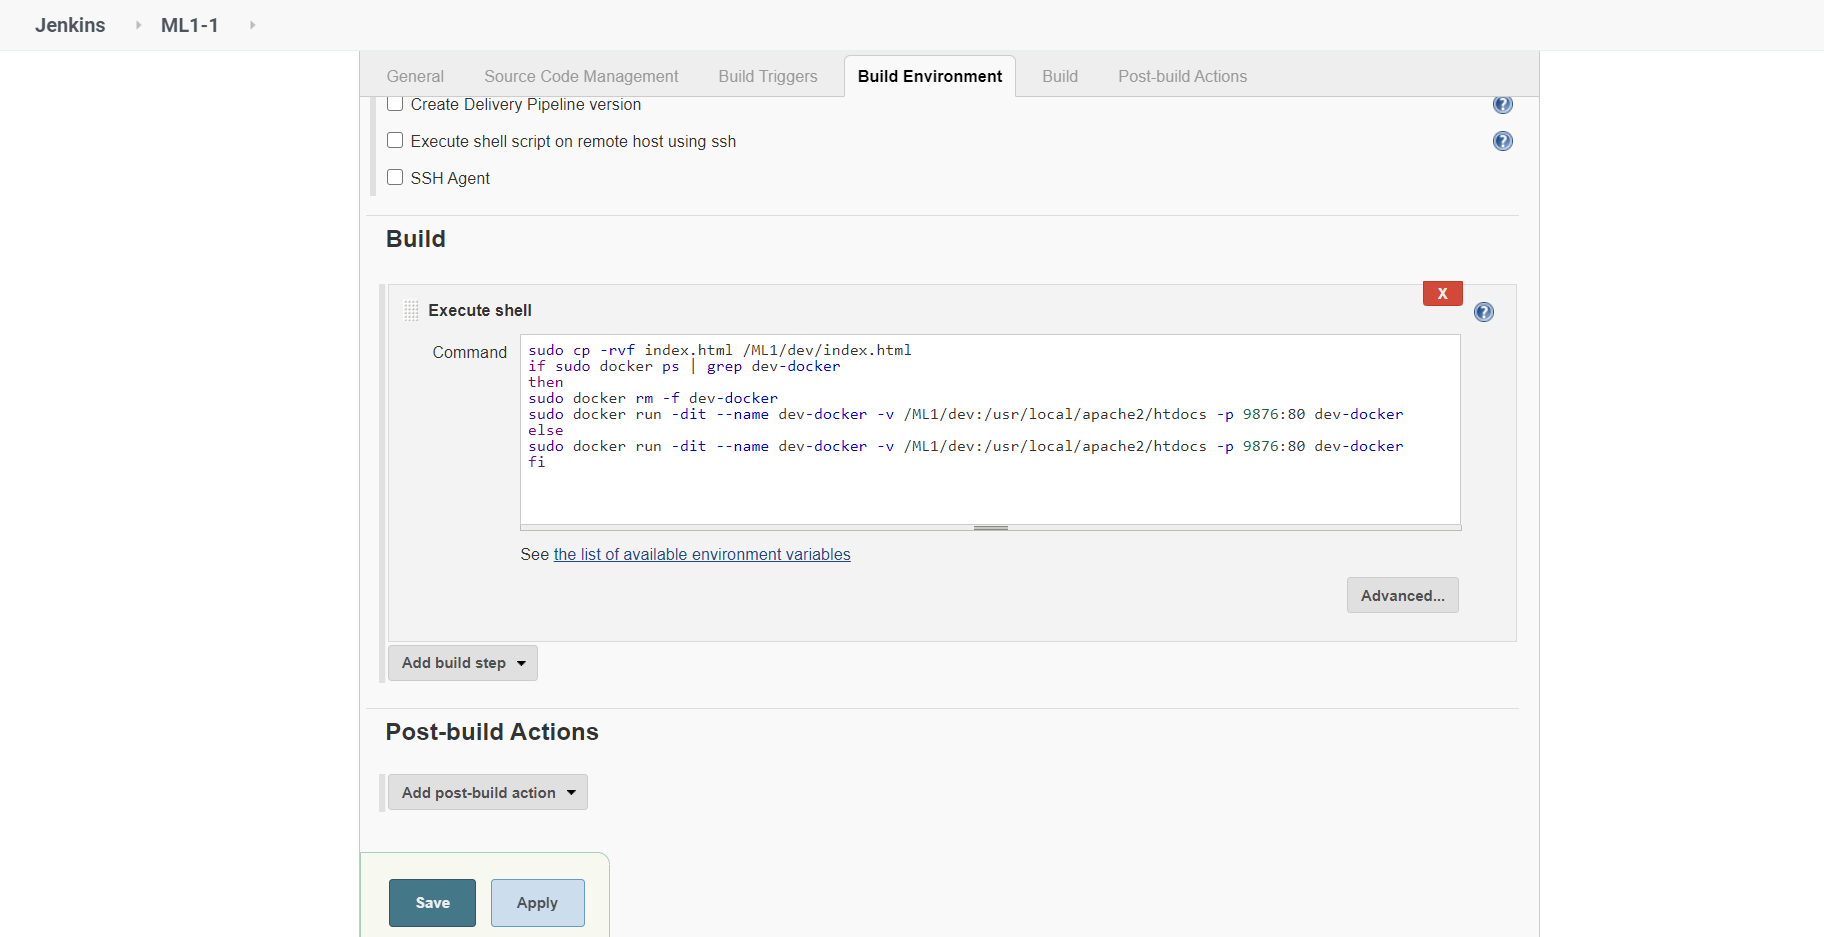 Jenkins ML1-1
General Source Code Management Build Triggers Build Environment Build Post-build Actions
Create Delivery Pipeline version ?
Execute shell script on remote host using ssh ?
SSH Agent
Build
X
Execute shell ?
Command
sudo cp -rvf index.html /ML1/dev/index.html
if sudo docker ps | grep dev-docker
then
sudo docker rm -f dev-docker
sudo docker run -dit --name dev-docker -v /ML1/dev:/usr/local/apache2/htdocs -p 9876:80 dev-docker
else
sudo docker run -dit --name dev-docker -v /ML1/dev:/usr/local/apache2/htdocs -p 9876:80 dev-docker
fi
See the list of available environment variables
Advanced...
Add build step
Post-build Actions
Add post-build action
Save Apply